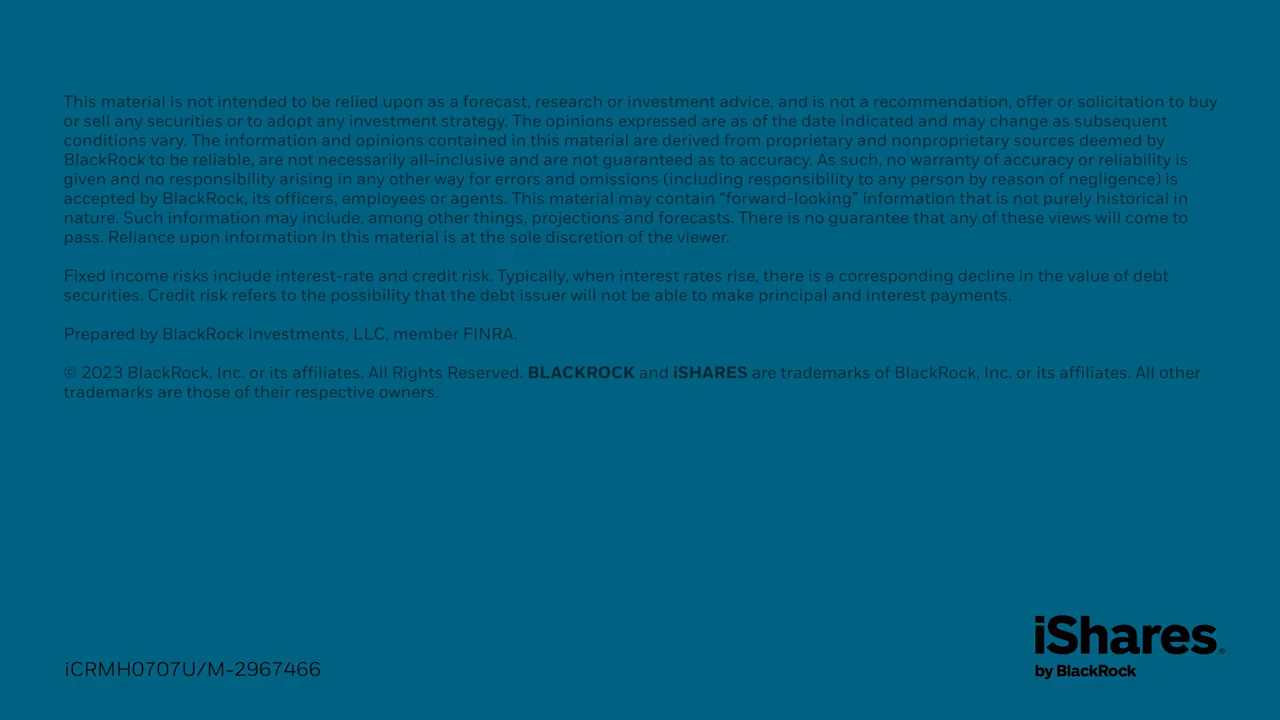 This material is not intended to be relied upon as a forecast, research or investment advice, and is not a recommendation, offer or solicitation to buy
or sell any securities or to adopt any investment strategy. The opinions expressed are as of the date indicated and may change as subsequent
conditions vary. The information and opinions contained in this material are derived from proprietary and nonproprietary sources deemed by
BlackRock to be reliable, are not necessarily all-inclusive and are not guaranteed as to accuracy. As such, no warranty of accuracy or reliability is
given and no responsibility arising in any other way for errors and omissions (including responsibility to any person by reason of negligence) is
accepted by BlackRock, its officers, employees or agents. This material may contain “forward-looking” information that is not purely historical in
nature. Such information may include, among other things, projections and forecasts. There is no guarantee that any of these views will come to
pass. Reliance upon information in this material is at the sole discretion of the viewer.
Fixed income risks include interest-rate and credit risk. Typically, when interest rates rise, there is a corresponding decline in the value of debt
securities. Credit risk refers to the possibility that the debt issuer will not be able to make principal and interest payments.
Prepared by BlackRock Investments, LLC, member FINRA.
© 2023 BlackRock, Inc. or its affiliates. All Rights Reserved. BLACKROCK and iSHARES are trademarks of BlackRock, Inc. or its affiliates. All other
trademarks are those of their respective owners.
iShares®
by BlackRock
iCRMH0707U/M-2967466